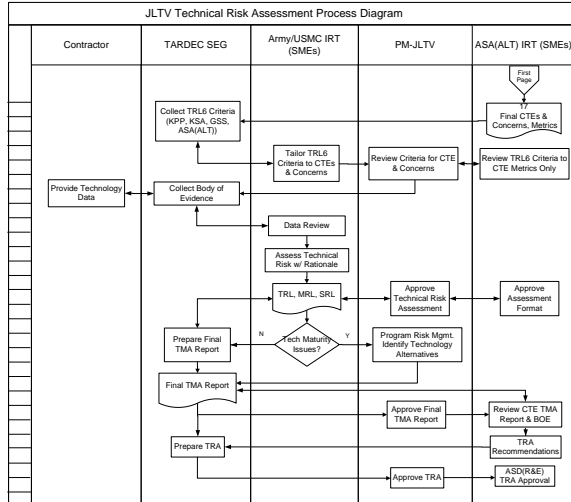 JLTV Technical Risk Assessment Process Diagram
Contractor
TARDEC SEG
Army/USMC IRT
(SMEs)
PM-JLTV
ASA(ALT) IRT (SMEs)
First
Page
17
Final CTEs &
Concerns, Metrics
Collect TRL6 Criteria
(KPP, KSA, GSS,
ASA(ALT))
Tailor TRL6
Criteria to CTEs
& Concerns
Review Criteria for CTE
& Concerns
Review TRL6 Criteria to
CTE Metrics Only
Provide Technology
Data
Collect Body of
Evidence
Data Review
Assess Technical
Risk w/ Rationale
TRL, MRL, SRL
Approve
Technical Risk
Assessment
Approve
Assessment
Format
Prepare Final
TMA Report
N
Tech Maturity
Issues?
Y
Program Risk Mgmt.
Identify Technology
Alternatives
Final TMA Report
Approve Final
TMA Report
Review CTE TMA
Report & BOE
Prepare TRA
TRA
Recommendations
Approve TRA
ASD(R&E)
TRA Approval